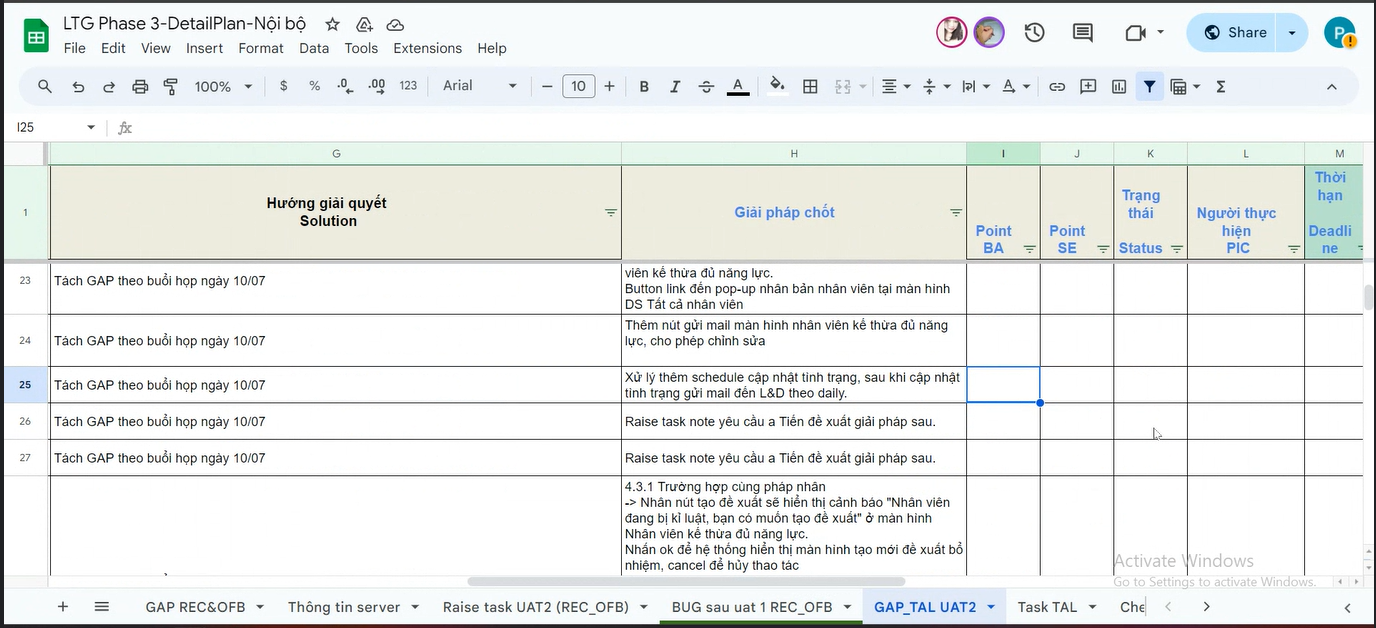 LTG Phase 3-DetailPlan-Nội bộ
File Edit View Insert Format Data Tools Extensions Help
Share
P
100% $ % .0 .00 123 Arial 10 B I A
I25
fx
G H I J K L M
1
Hướng giải quyết
Solution
Giải pháp chốt
Point
BA
Point
SE
Trạng
thái
Status
Người thực
hiện
PIC
Thời
hạn
Deadli
ne
23 Tách GAP theo buổi họp ngày 10/07
viên kế thừa đủ năng lực.
Button link đến pop-up nhân bản nhân viên tại màn hình
DS Tất cả nhân viên
24 Tách GAP theo buổi họp ngày 10/07
Thêm nút gửi mail màn hình nhân viên kế thừa đủ năng
lực, cho phép chỉnh sửa
25 Tách GAP theo buổi họp ngày 10/07
Xử lý thêm schedule cập nhật tình trạng, sau khi cập nhật
tình trạng gửi mail đến L&D theo daily.
26 Tách GAP theo buổi họp ngày 10/07
Raise task note yêu cầu a Tiến đề xuất giải pháp sau.
27 Tách GAP theo buổi họp ngày 10/07
Raise task note yêu cầu a Tiến đề xuất giải pháp sau.
4.3.1 Trường hợp cùng pháp nhân
-> Nhân nút tạo đề xuất sẽ hiển thị cảnh báo "Nhân viên
đang bị kỉ luật, bạn có muốn tạo đề xuất" ở màn hình
Nhân viên kế thừa đủ năng lực.
Nhấn ok để hệ thống hiển thị màn hình tạo mới đề xuất bổ
nhiệm, cancel để hủy thao tác
Activate Windows
Go to Settings to activate Windows.
GAP REC&OFB Thông tin server Raise task UAT2 (REC_OFB) BUG sau uat 1 REC_OFB GAP_TAL UAT2 Task TAL Che